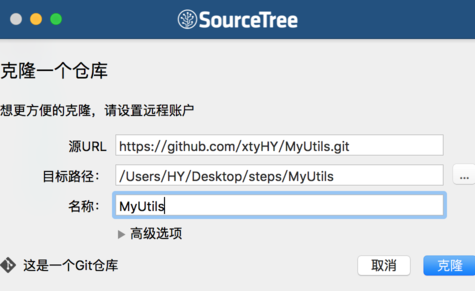 SourceTree
克隆一个仓库
想更方便的克隆，请设置远程账户
源URL https://github.com/xtyHY/MyUtils.git
目标路径： /Users/HY/Desktop/steps/MyUtils ...
名称： MyUtils
高级选项
这是一个Git仓库 取消 克隆